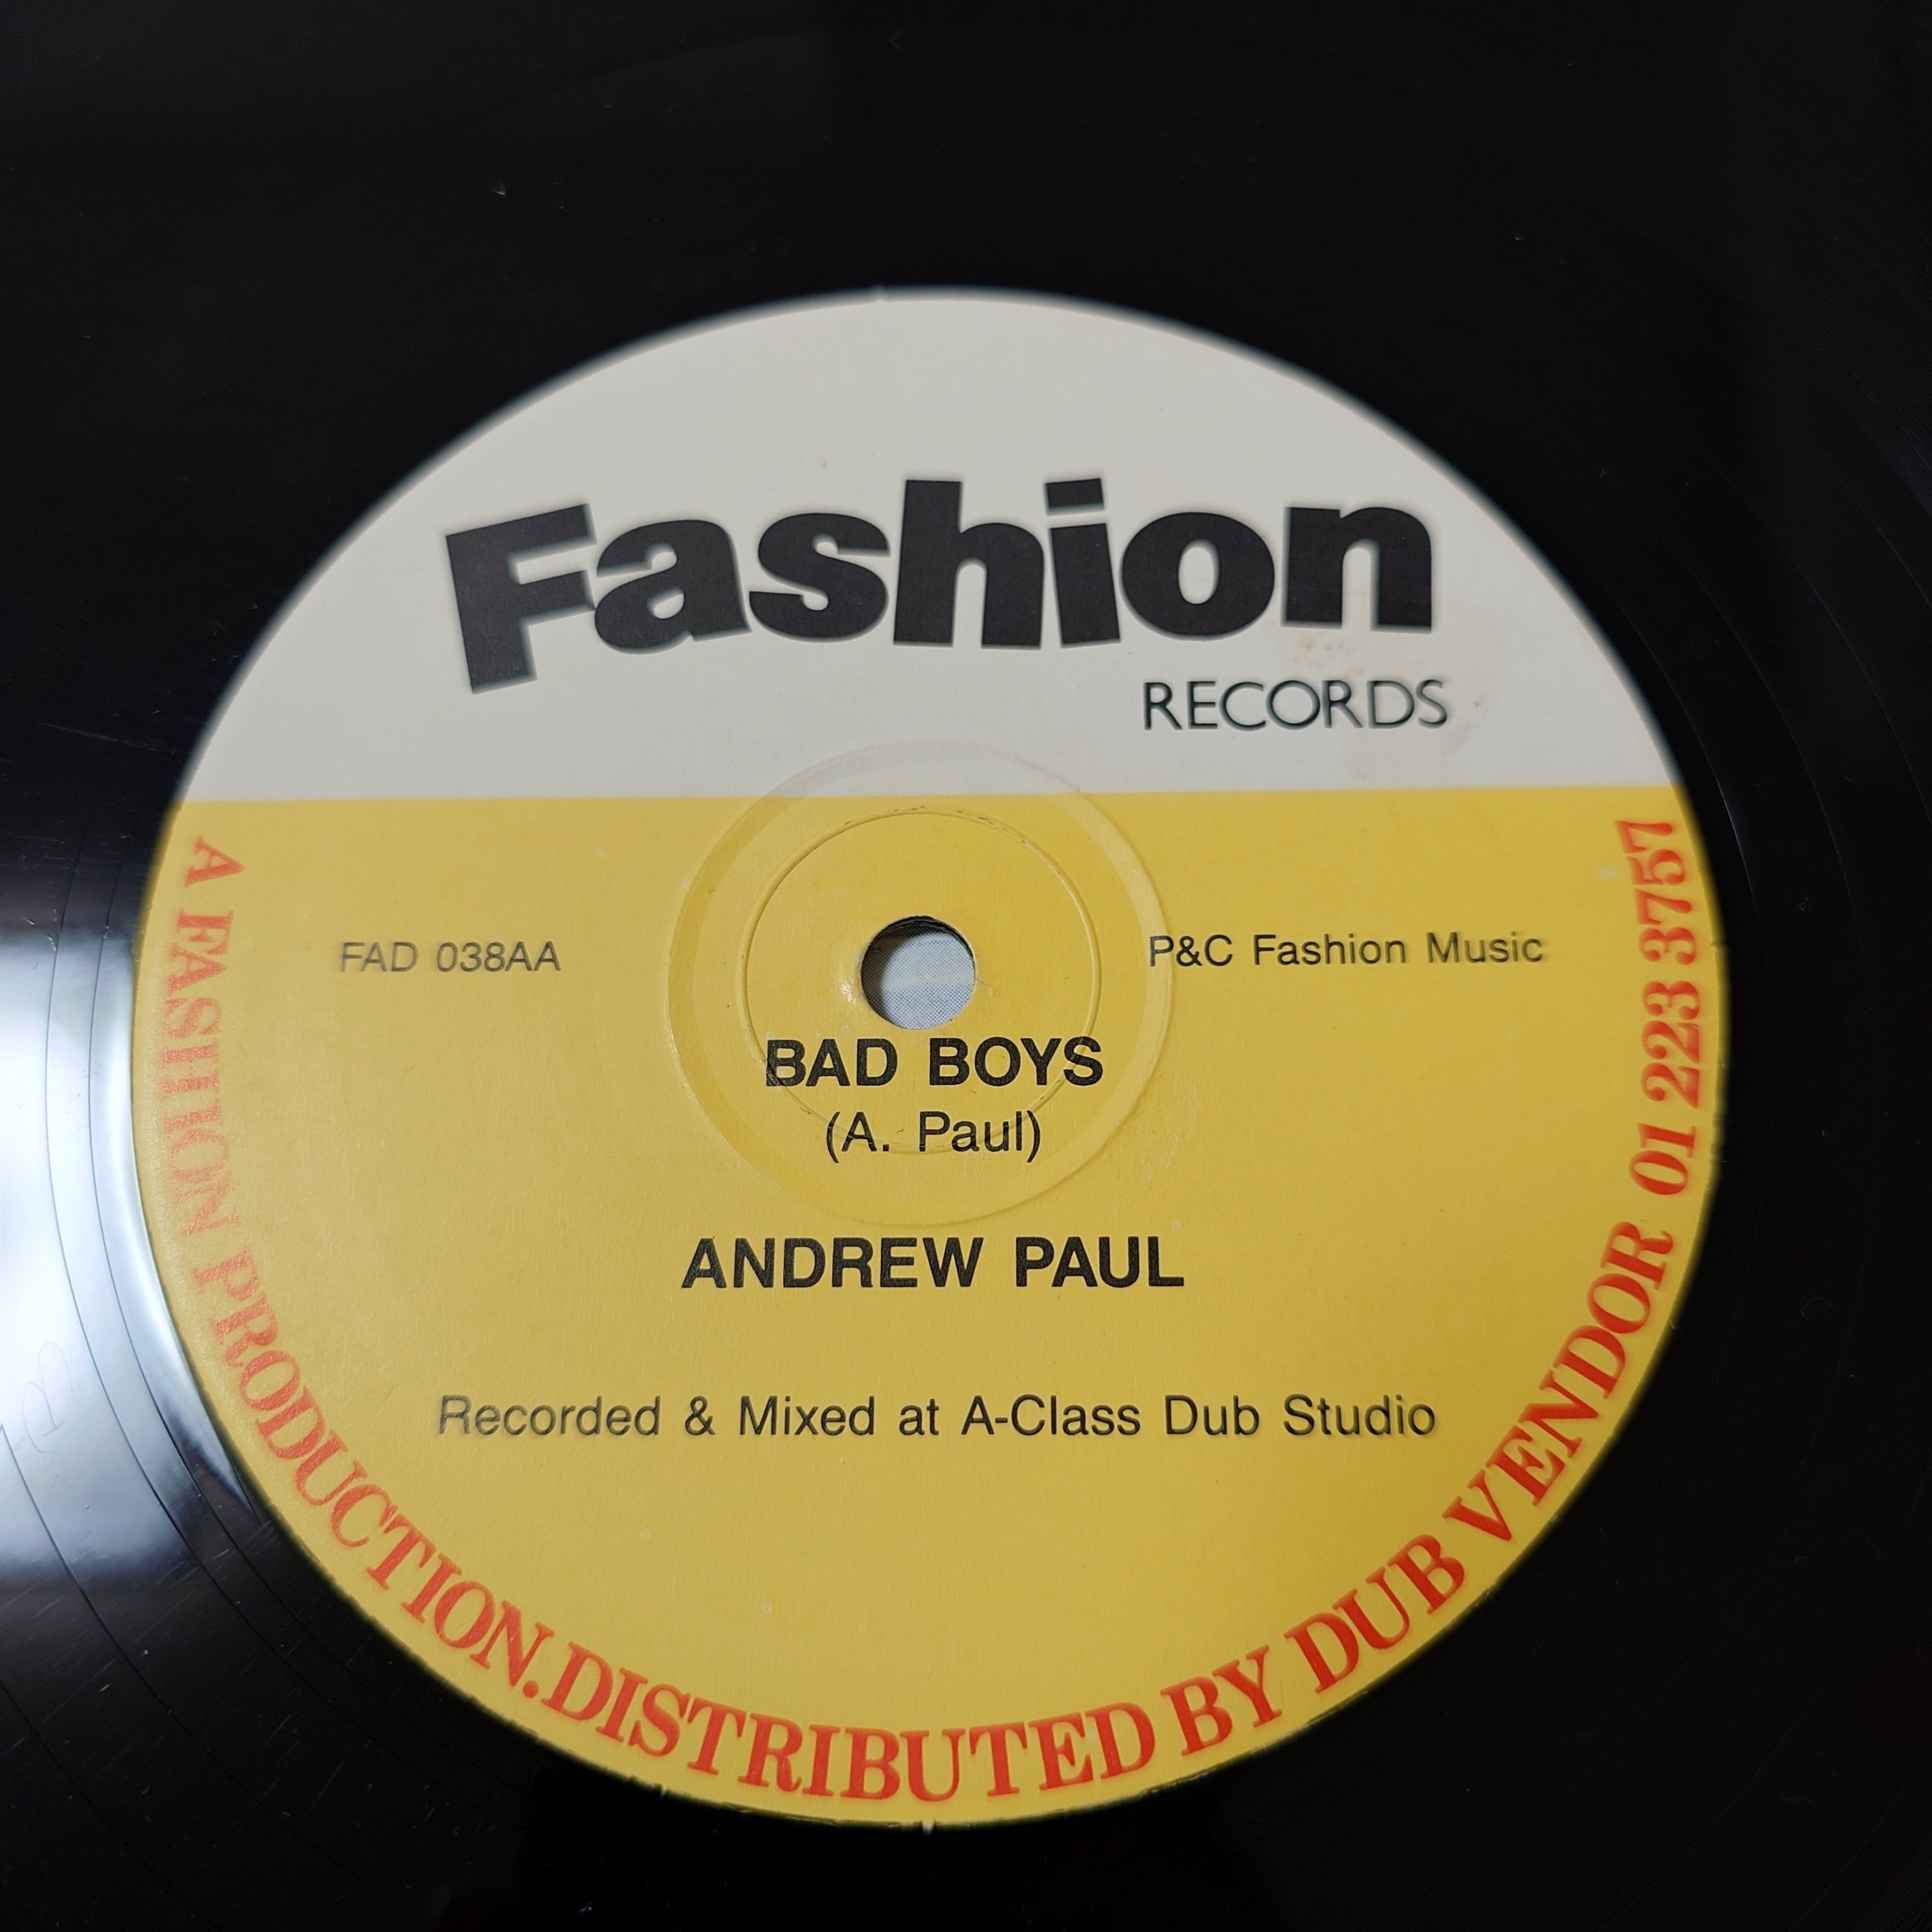 Fashion
RECORDS
FAD 038AA
P&C Fashion Music
BAD BOYS
(A. Paul)
ANDREW PAUL
Recorded & Mixed at A-Class Dub Studio
A FASHION PRODUCTION.DISTRIBUTED BY DUB VENDOR 01 223 3757